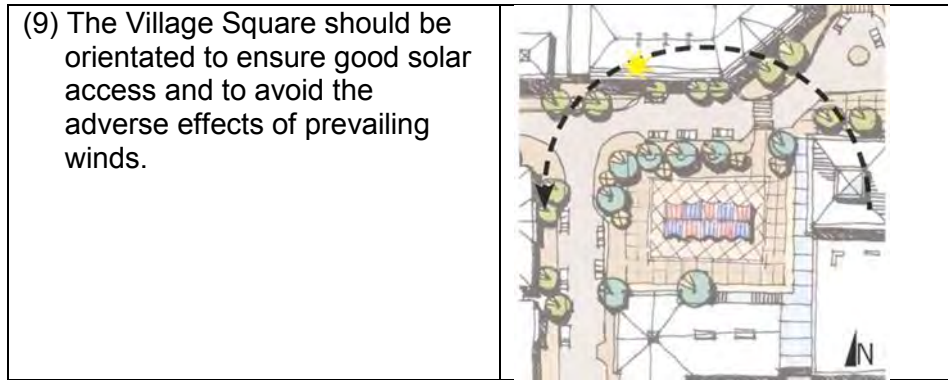 (9) The Village Square should be
orientated to ensure good solar
access and to avoid the
adverse effects of prevailing
winds.
N